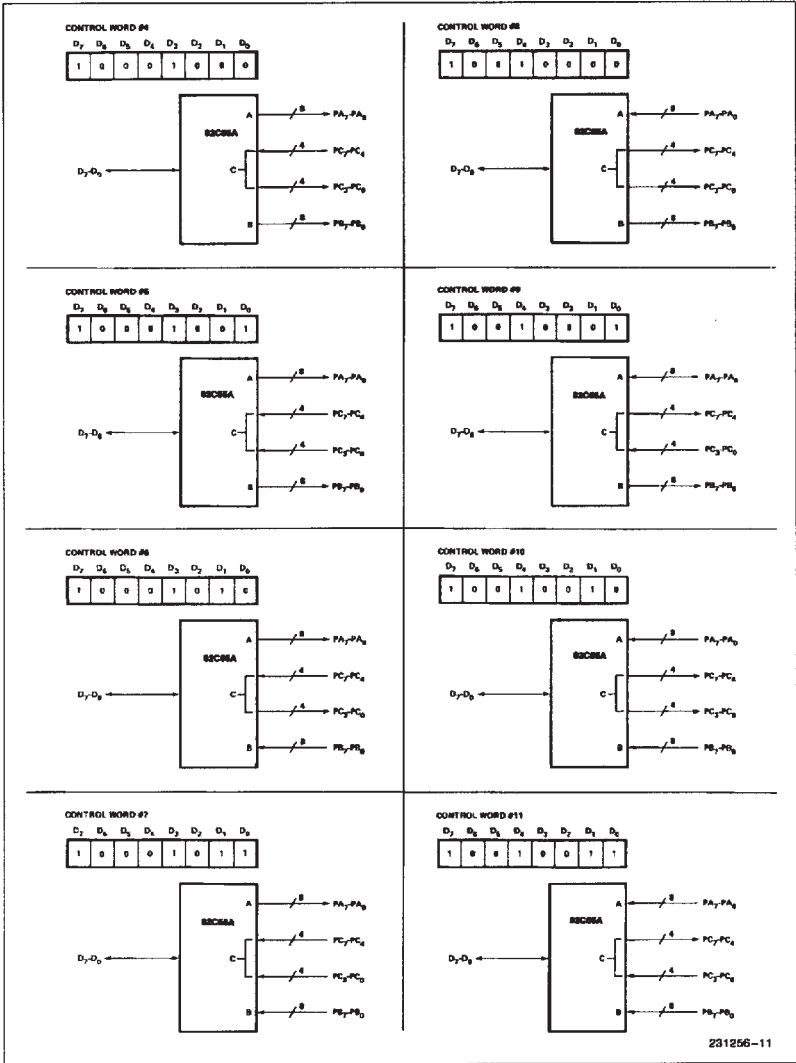 CONTROL WORD #4
D₇ D₆ D₅ D₄ D₃ D₂ D₁ D₀
1 0 0 0 1 0 0 0
82C55A
A 8 PA₇-PA₀
4 PC₇-PC₄
D₇-D₀ C
4 PC₃-PC₀
B 8 PB₇-PB₀
CONTROL WORD #5
D₇ D₆ D₅ D₄ D₃ D₂ D₁ D₀
1 0 0 0 1 0 0 1
82C55A
A 8 PA₇-PA₀
4 PC₇-PC₄
D₇-D₀ C
4 PC₃-PC₀
B 8 PB₇-PB₀
CONTROL WORD #6
D₇ D₆ D₅ D₄ D₃ D₂ D₁ D₀
1 0 0 0 1 0 1 0
82C55A
A 8 PA₇-PA₀
4 PC₇-PC₄
D₇-D₀ C
4 PC₃-PC₀
B 8 PB₇-PB₀
CONTROL WORD #7
D₇ D₆ D₅ D₄ D₃ D₂ D₁ D₀
1 0 0 0 1 0 1 1
82C55A
A 8 PA₇-PA₀
4 PC₇-PC₄
D₇-D₀ C
4 PC₃-PC₀
B 8 PB₇-PB₀
CONTROL WORD #8
D₇ D₆ D₅ D₄ D₃ D₂ D₁ D₀
1 0 0 1 0 0 0 0
82C55A
A 8 PA₇-PA₀
4 PC₇-PC₄
D₇-D₀ C
4 PC₃-PC₀
B 8 PB₇-PB₀
CONTROL WORD #9
D₇ D₆ D₅ D₄ D₃ D₂ D₁ D₀
1 0 0 1 0 0 0 1
82C55A
A 8 PA₇-PA₀
4 PC₇-PC₄
D₇-D₀ C
4 PC₃-PC₀
B 8 PB₇-PB₀
CONTROL WORD #10
D₇ D₆ D₅ D₄ D₃ D₂ D₁ D₀
1 0 0 1 0 0 1 0
82C55A
A 8 PA₇-PA₀
4 PC₇-PC₄
D₇-D₀ C
4 PC₃-PC₀
B 8 PB₇-PB₀
CONTROL WORD #11
D₇ D₆ D₅ D₄ D₃ D₂ D₁ D₀
1 0 0 1 0 0 1 1
82C55A
A 8 PA₇-PA₀
4 PC₇-PC₄
D₇-D₀ C
4 PC₃-PC₀
B 8 PB₇-PB₀
231256-11